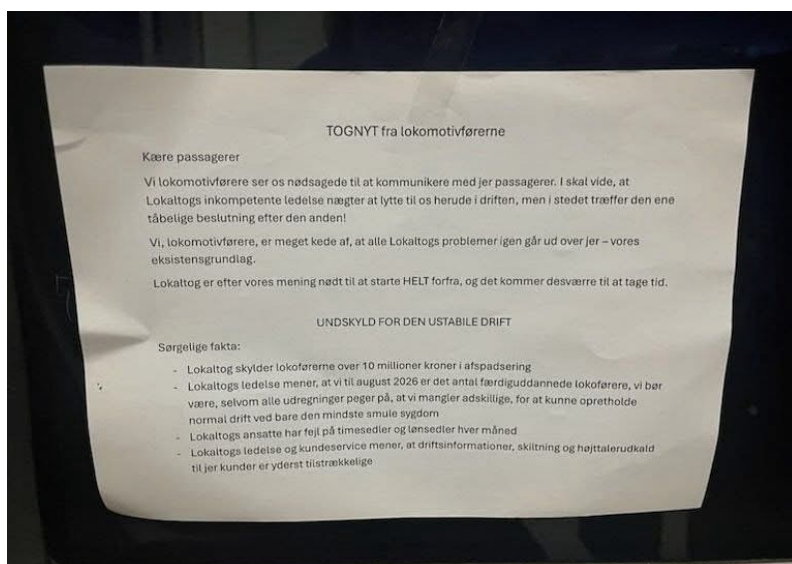 TOGNYT fra lokomotivførerne
Kære passagerer
Vi lokomotivførere ser os nødsagede til at kommunikere med jer passagerer. I skal vide, at
Lokaltogs inkompetente ledelse nægter at lytte til os herude i driften, men i stedet træffer den ene
tåbelige beslutning efter den anden!
Vi, lokomotivførere, er meget kede af, at alle Lokaltogs problemer igen går ud over jer – vores
eksistensgrundlag.
Lokaltog er efter vores mening nødt til at starte HELT forfra, og det kommer desværre til at tage tid.
UNDSKYLD FOR DEN USTABILE DRIFT
Sørgelige fakta:
- Lokaltog skylder lokoførerne over 10 millioner kroner i afspadsering
- Lokaltogs ledelse mener, at vi til august 2026 er det antal færdiguddannede lokoførere, vi bør
være, selvom alle udregninger peger på, at vi mangler adskillige, for at kunne opretholde
normal drift ved bare den mindste smule sygdom
- Lokaltogs ansatte har fejl på timesedler og lønsedler hver måned
- Lokaltogs ledelse og kundeservice mener, at driftsinformationer, skiltning og højttalerudkald
til jer kunder er yderst tilstrækkelige